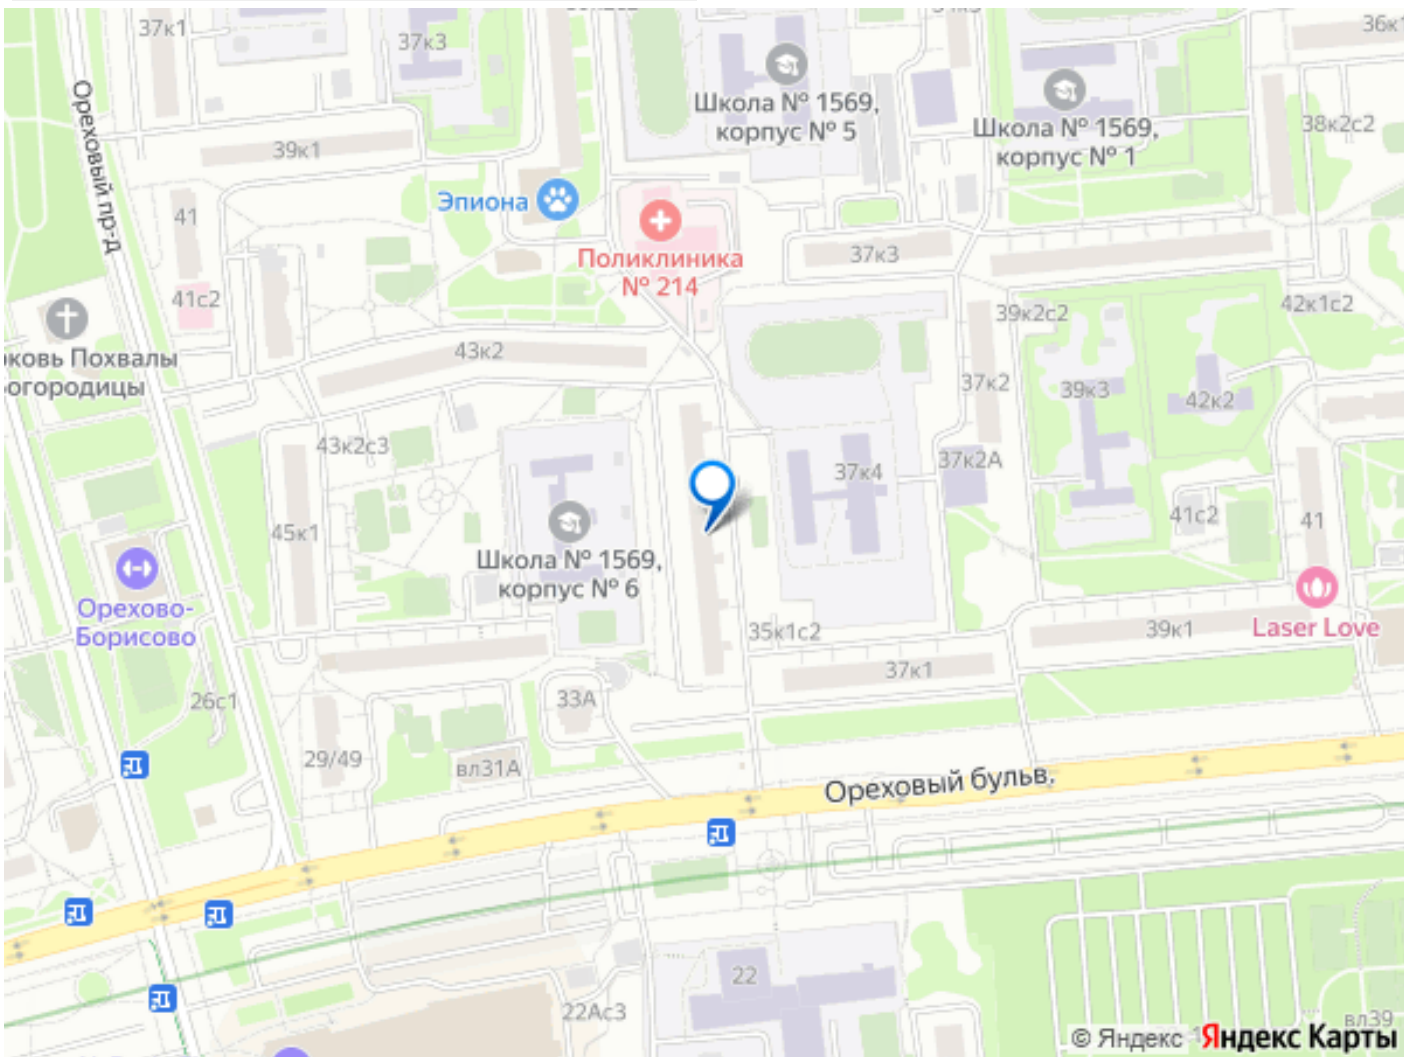 37к1
37к3
36к1
Ореховый пр-д
Школа № 1569,
корпус № 5
Школа № 1569,
корпус № 1
38к2с2
39к1
Эпиона
41
Поликлиника
№ 214
37к3
41с2
39к2с2
42к1с2
43к2
ковь Похвалы
огородицы
37к2
39к3
42к2
43к2с3
37к4
37к2А
45к1
41с2
41
Школа № 1569,
корпус № 6
Орехово-
Борисово
35к1с2
39к1
Laser Love
37к1
26с1
33А
29/49
вл31А
Ореховый бульв.
22
22Ас3
вл39
© Яндекс Яндекс Карты